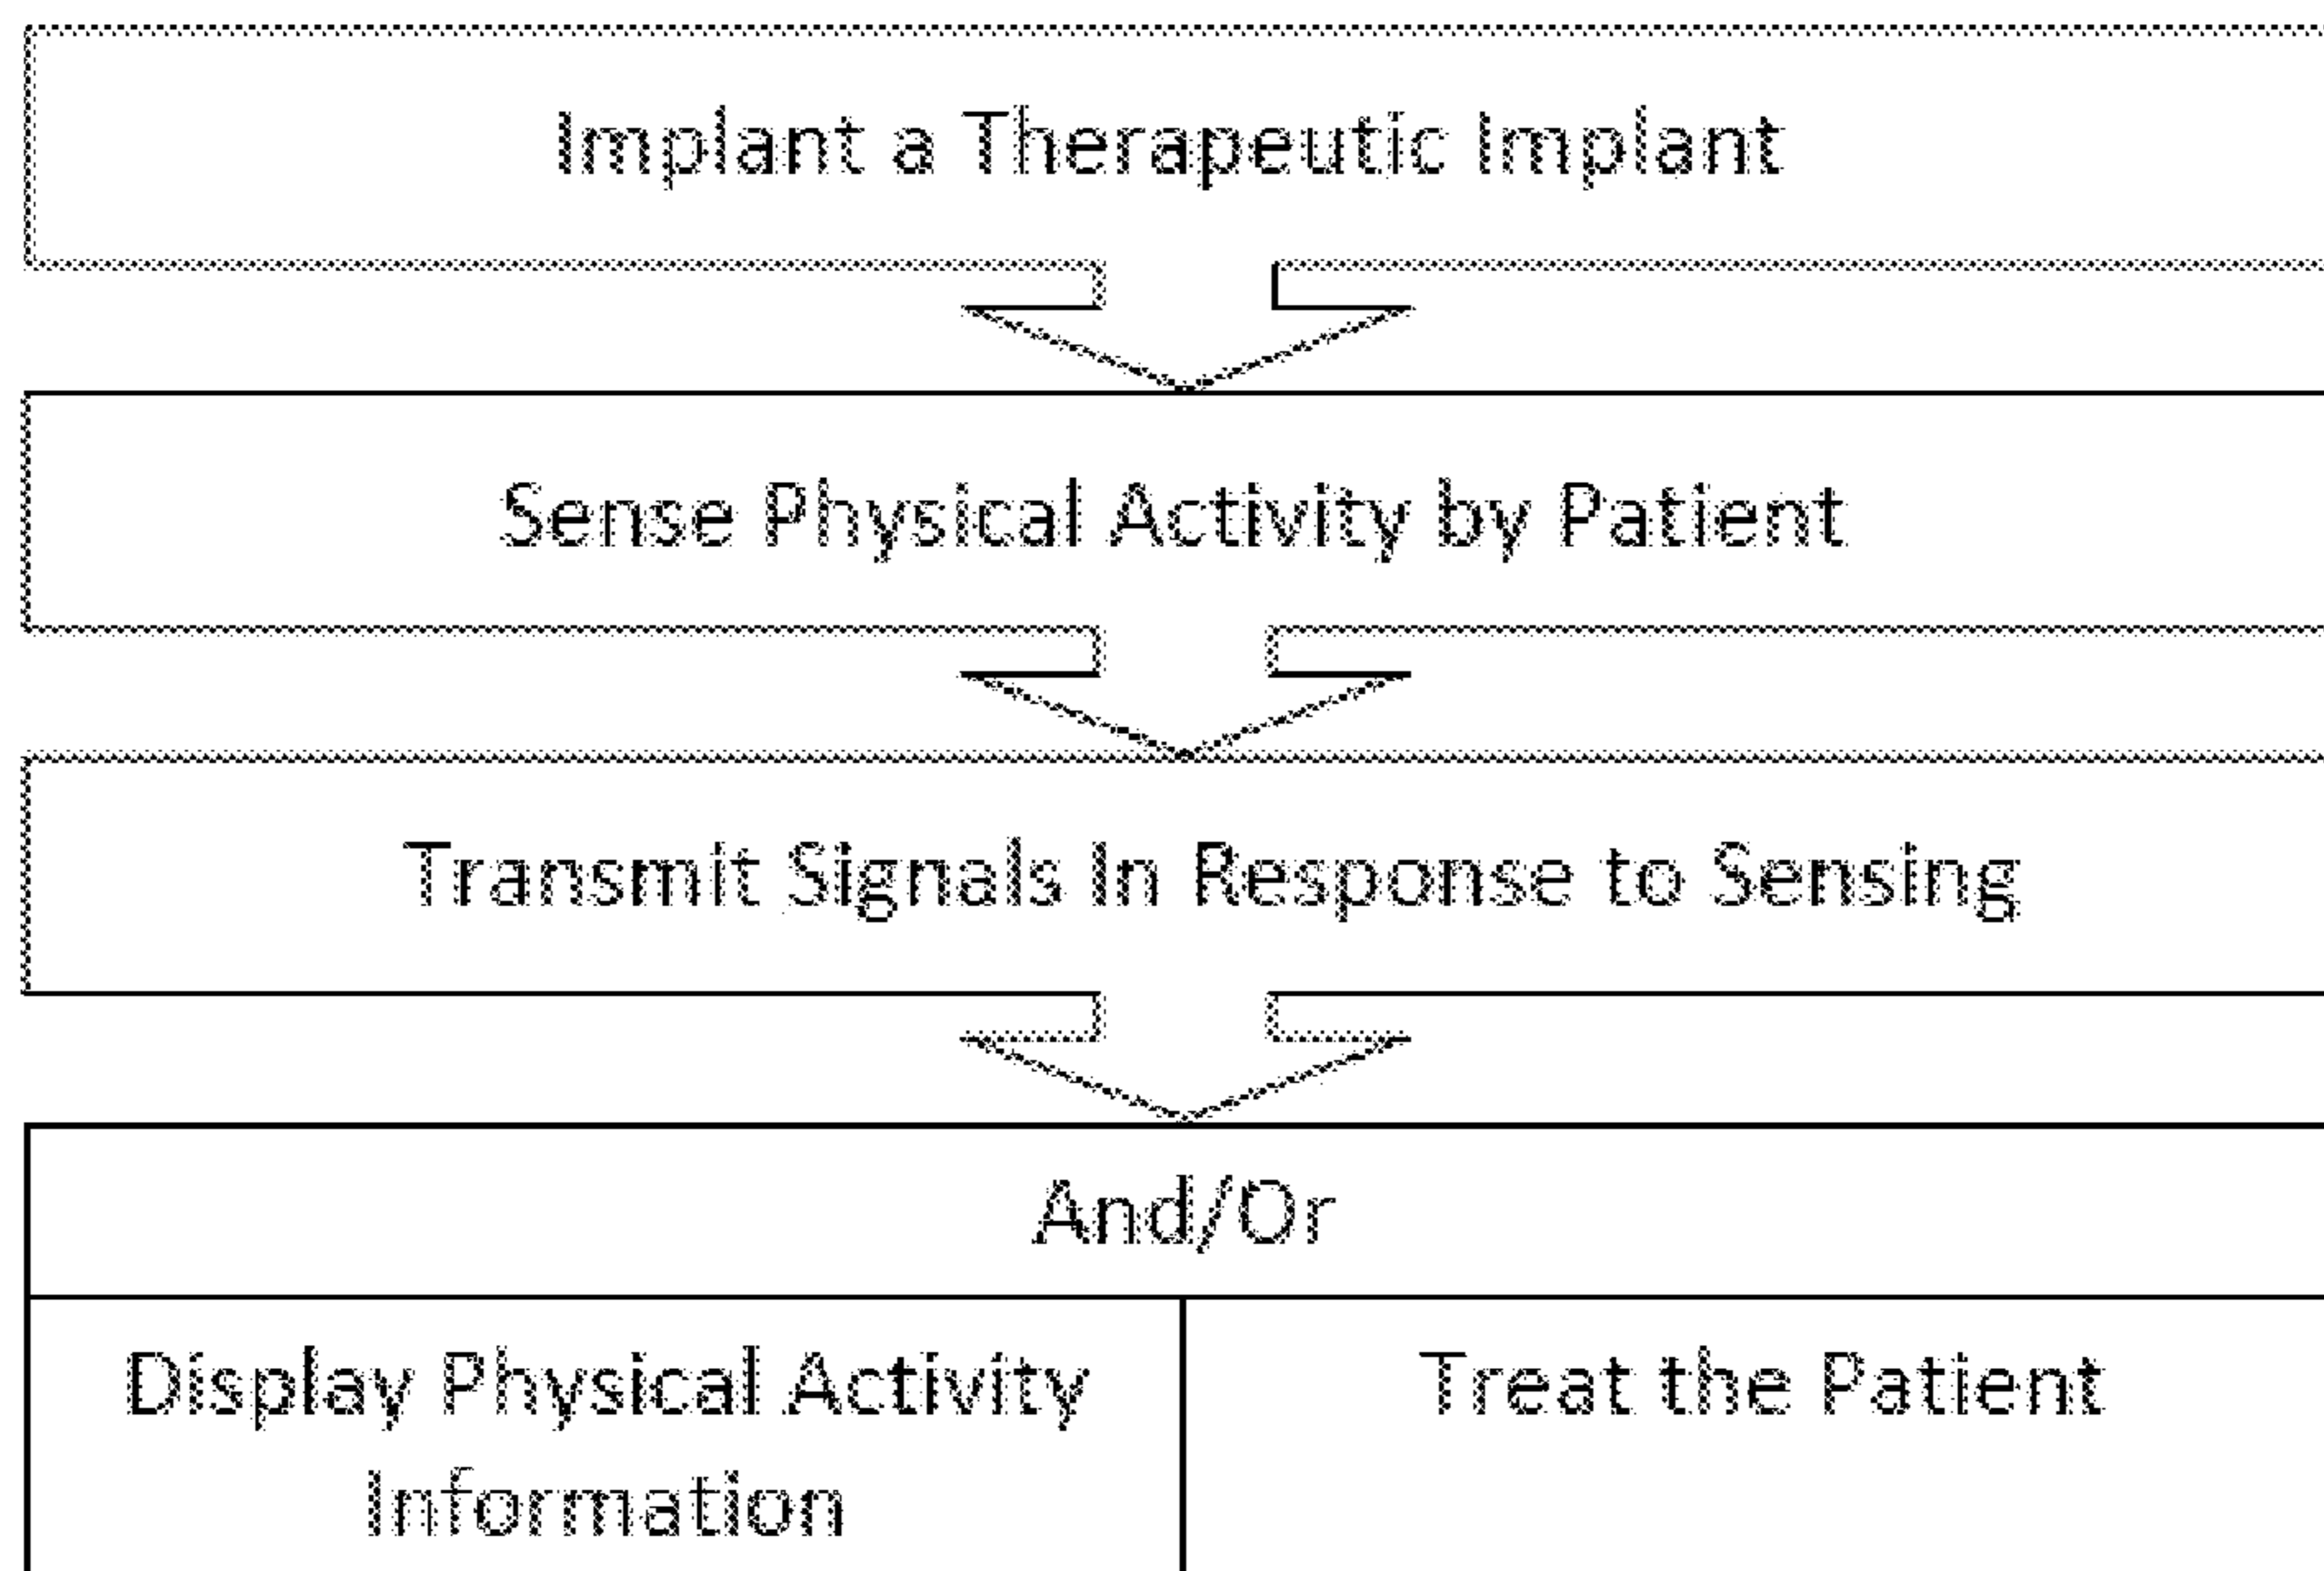 Implant a Therapeutic Implant
Sense Physical Activity by Patient
Transmit Signals In Response to Sensing
And/Or
Display Physical Activity
Information
Treat the Patient